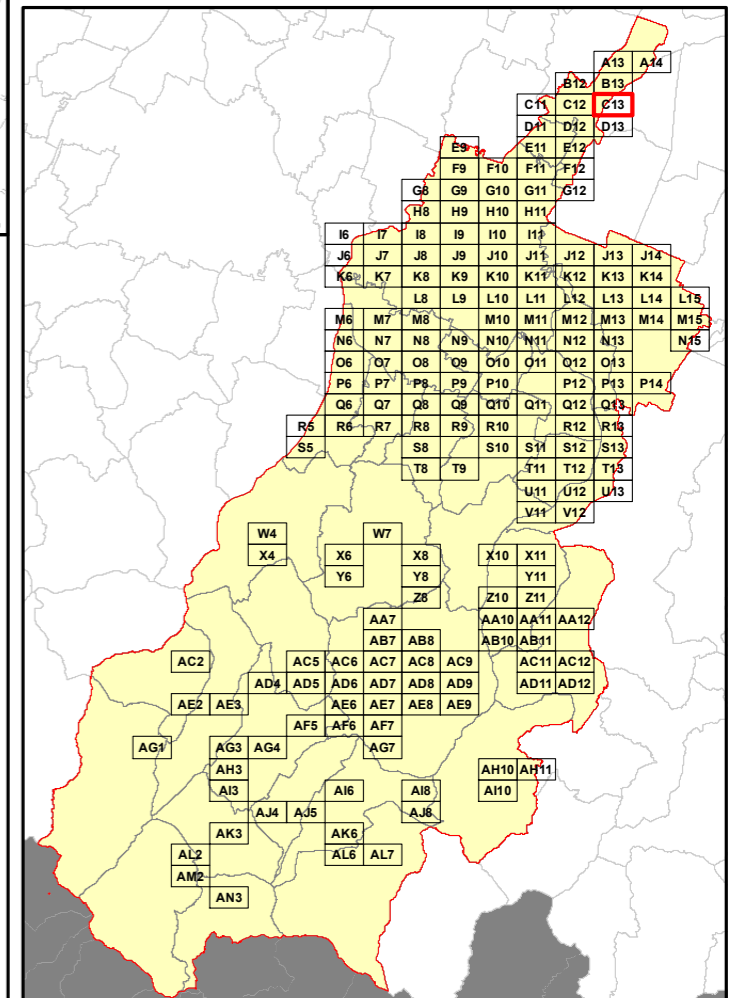 A13 A14
B12 B13
C11 C12 C13
D11 D12 D13
E9 E11 E12
F9 F10 F11 F12
G8 G9 G10 G11 G12
H8 H9 H10 H11
I6 I7 I8 I9 I10 I11
J6 J7 J8 J9 J10 J11 J12 J13 J14
K6 K7 K8 K9 K10 K11 K12 K13 K14
L8 L9 L10 L11 L12 L13 L14 L15
M6 M7 M8 M10 M11 M12 M13 M14 M15
N6 N7 N8 N9 N10 N11 N12 N13 N15
O6 O7 O8 O9 O10 O11 O12 O13
P6 P7 P8 P9 P10 P12 P13 P14
Q6 Q7 Q8 Q9 Q10 Q11 Q12 Q13
R5 R6 R7 R8 R9 R10 R12 R13
S5 S8 S10 S11 S12 S13
T8 T9 T11 T12 T13
U11 U12 U13
V11 V12
W4 W7
X4 X6 X8 X10 X11
Y6 Y8 Y11
Z8 Z10 Z11
AA7 AA10 AA11 AA12
AB7 AB8 AB10 AB11
AC2 AC5 AC6 AC7 AC8 AC9 AC11 AC12
AD4 AD5 AD6 AD7 AD8 AD9 AD11 AD12
AE2 AE3 AE6 AE7 AE8 AE9
AF5 AF6 AF7
AG1 AG3 AG4 AG7
AH3 AH10 AH11
AI3 AI6 AI8 AI10
AJ4 AJ5 AJ8
AK3 AK6
AL2 AL6 AL7
AM2
AN3